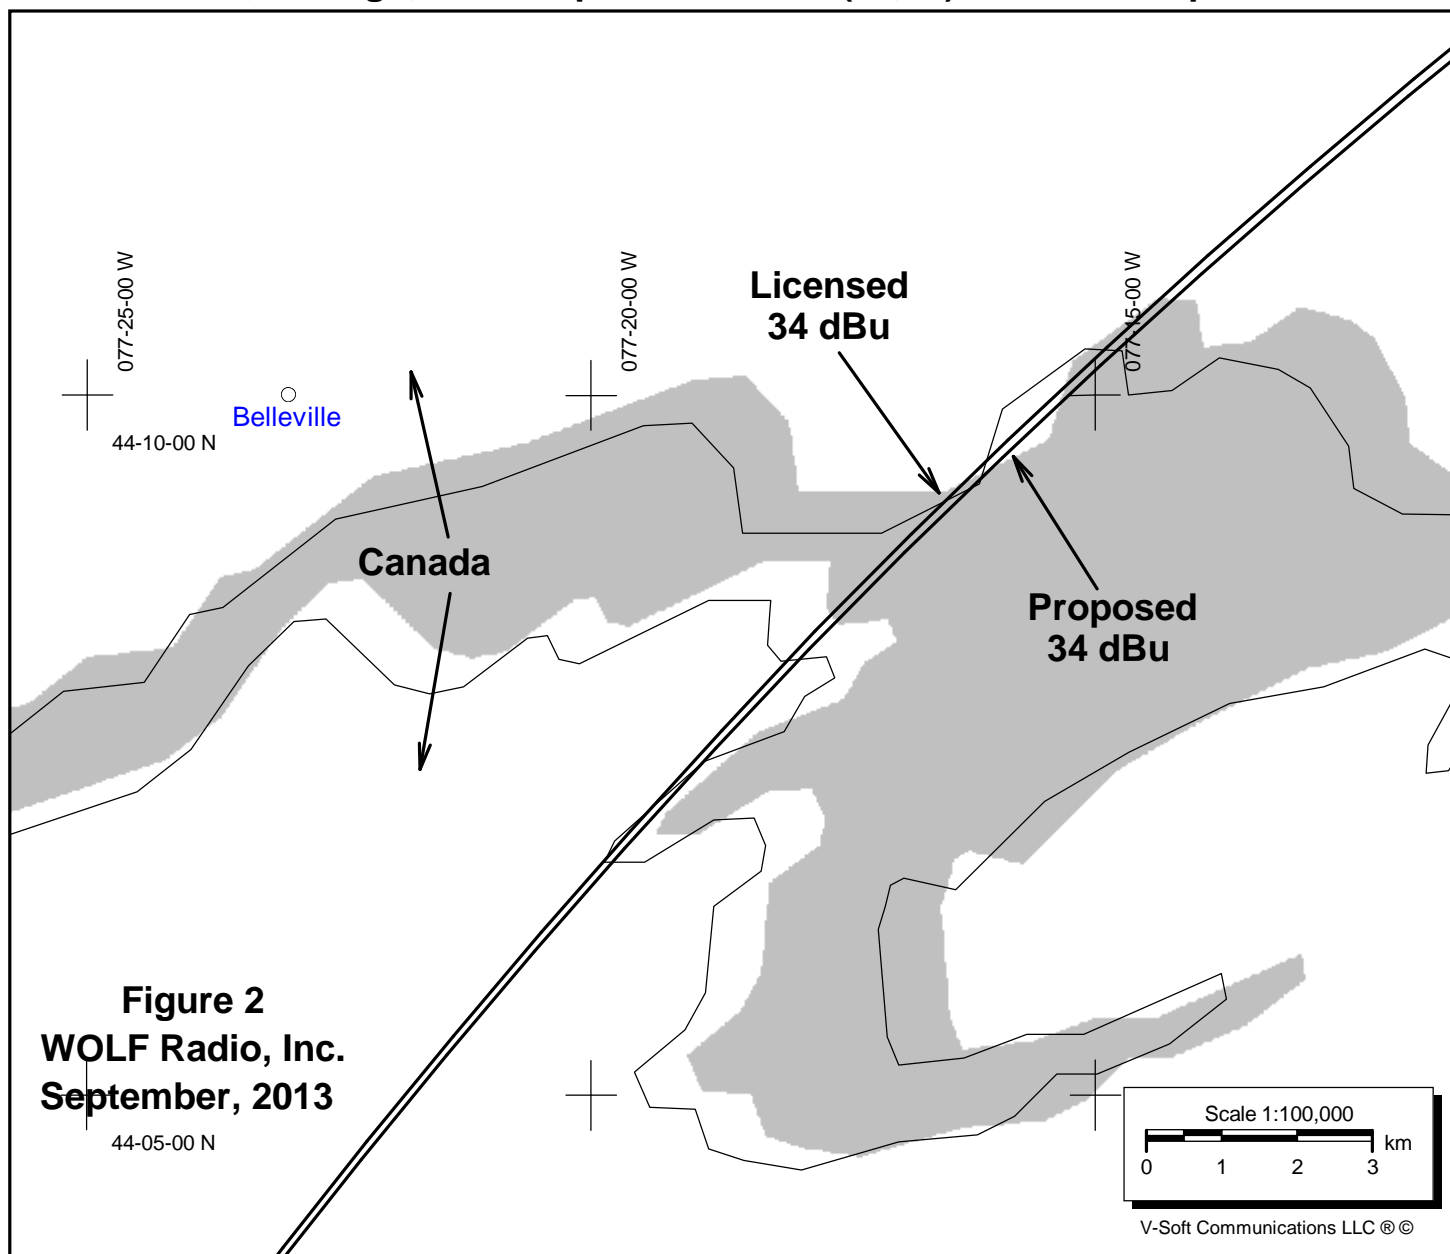 077-25-00 W
077-20-00 W
077-15-00 W
Licensed
34 dBu
Belleville
44-10-00 N
Canada
Proposed
34 dBu
Figure 2
WOLF Radio, Inc.
September, 2013
44-05-00 N
Scale 1:100,000
km
0 1 2 3
V-Soft Communications LLC ® ©